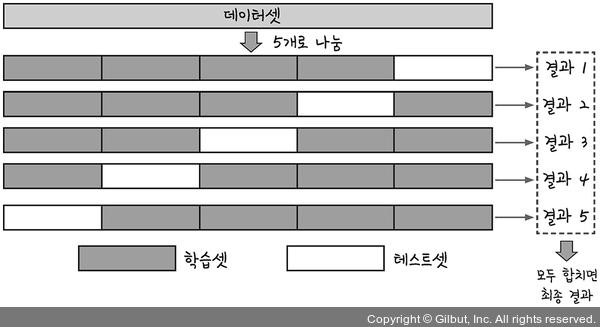 데이터셋
5개로 나눔
결과 1
결과 2
결과 3
결과 4
결과 5
학습셋
테스트셋
모두 합치면
최종 결과
Copyright © Gilbut, Inc. All rights reserved.